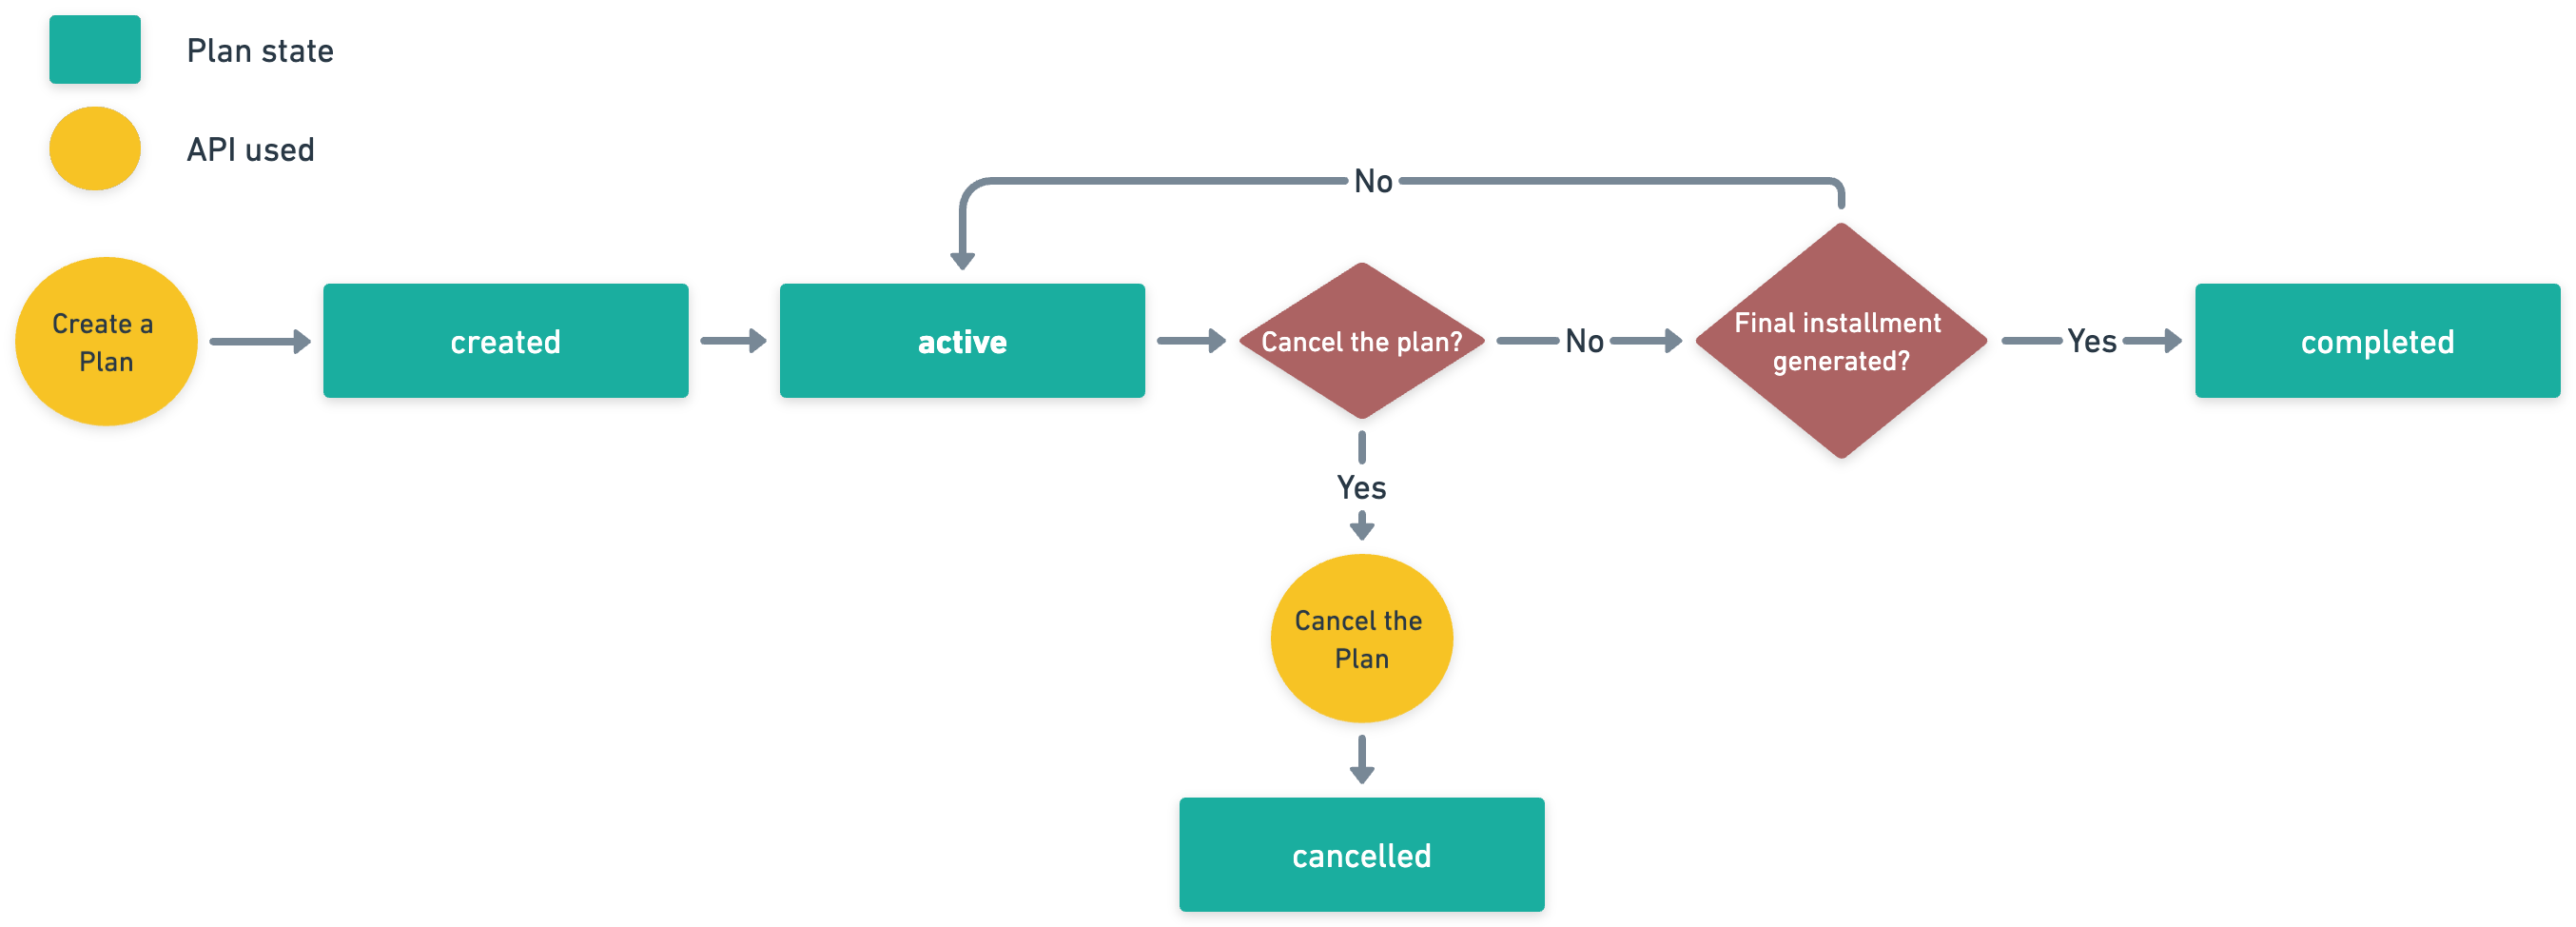 Plan state
API used
No
Create a
Plan
created
active
Cancel the plan?
No
Final installment
generated?
Yes
completed
Yes
Cancel the
Plan
cancelled